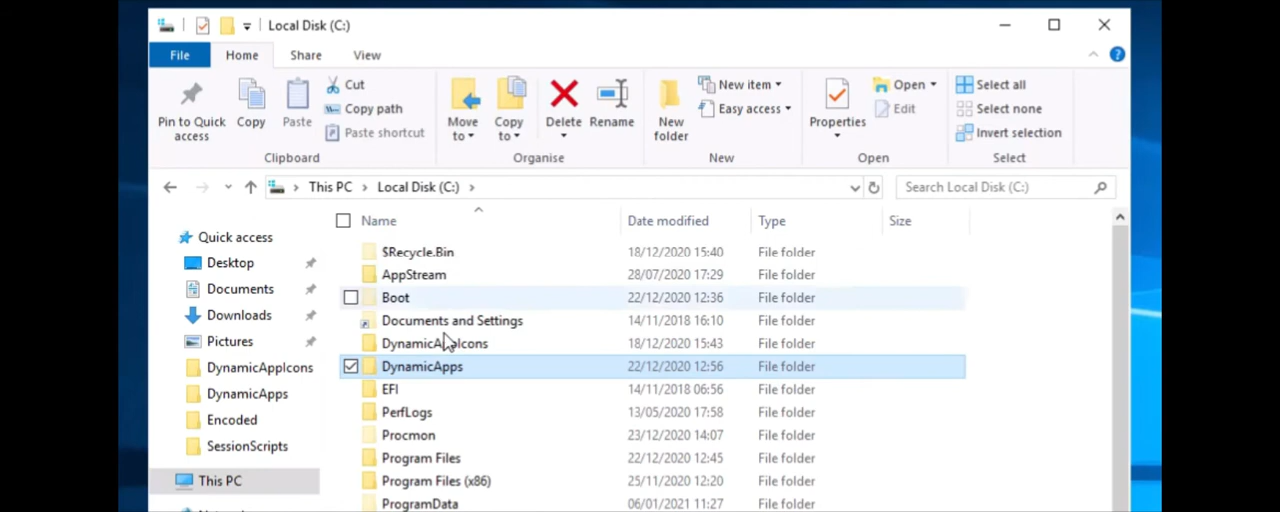 Local Disk (C:)
File Home Share View
Pin to Quick access
Copy
Paste
Cut
Copy path
Paste shortcut
Clipboard
Move to
Copy to
Delete
Rename
Organise
New folder
New item
Easy access
New
Properties
Open
Edit
Open
Select all
Select none
Invert selection
Select
This PC > Local Disk (C:) >
Search Local Disk (C:)
Quick access
Desktop
Documents
Downloads
Pictures
DynamicAppIcons
DynamicApps
Encoded
SessionScripts
This PC
Name Date modified Type Size
$Recycle.Bin 18/12/2020 15:40 File folder
AppStream 28/07/2020 17:29 File folder
Boot 22/12/2020 12:36 File folder
Documents and Settings 14/11/2018 16:10 File folder
DynamicAppIcons 18/12/2020 15:43 File folder
DynamicApps 22/12/2020 12:56 File folder
EFI 14/11/2018 06:56 File folder
PerfLogs 13/05/2020 17:58 File folder
Procmon 23/12/2020 14:07 File folder
Program Files 22/12/2020 12:45 File folder
Program Files (x86) 25/11/2020 12:20 File folder
ProgramData 06/01/2021 11:27 File folder